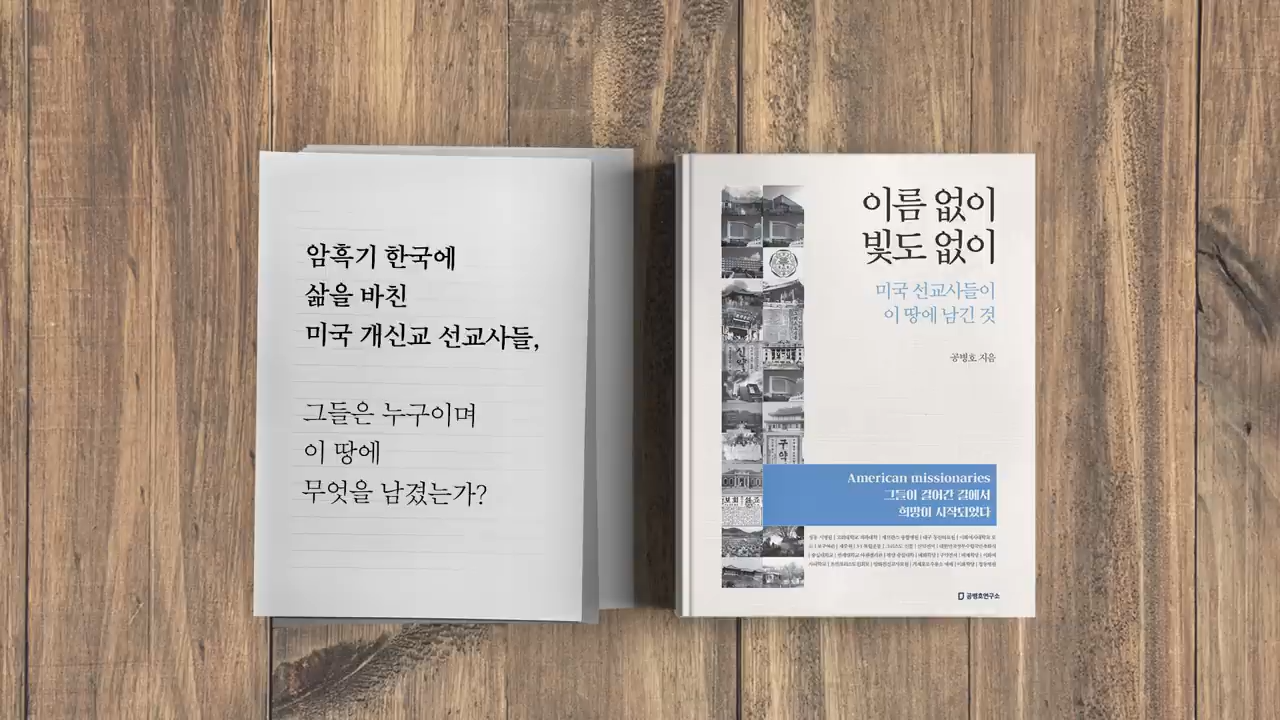 암흑기 한국에
삶을 바친
미국 개신교 선교사들,
그들은 누구이며
이 땅에
무엇을 남겼는가?
이름 없이
빛도 없이
미국 선교사들이
이 땅에 남긴 것
공병호 지음
구약
American missionaries
그들이 걸어간 길에서
희망이 시작되었다
공병호연구소